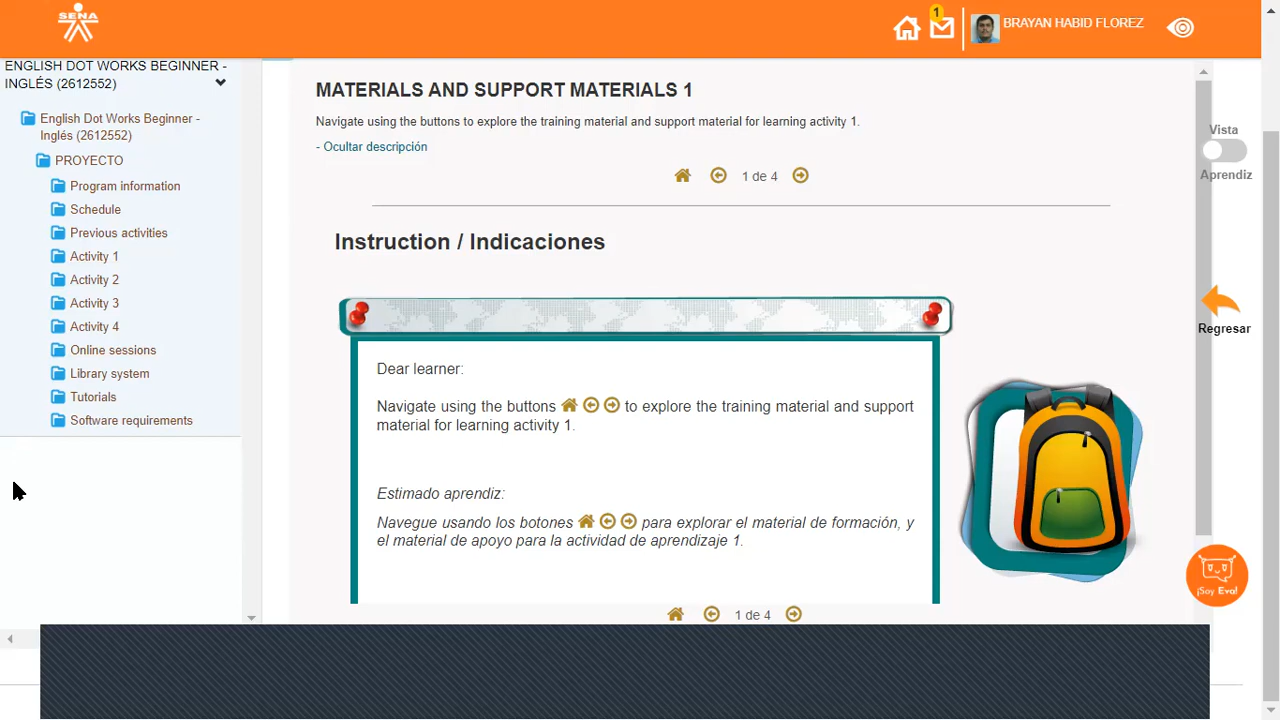 SENA
1
BRAYAN HABID FLOREZ
ENGLISH DOT WORKS BEGINNER -
INGLÉS (2612552)
English Dot Works Beginner -
Inglés (2612552)
PROYECTO
Program information
Schedule
Previous activities
Activity 1
Activity 2
Activity 3
Activity 4
Online sessions
Library system
Tutorials
Software requirements
MATERIALS AND SUPPORT MATERIALS 1
Navigate using the buttons to explore the training material and support material for learning activity 1.
- Ocultar descripción
1 de 4
Instruction / Indicaciones
Dear learner:
Navigate using the buttons to explore the training material and support
material for learning activity 1.
Estimado aprendiz:
Navegue usando los botones para explorar el material de formación, y
el material de apoyo para la actividad de aprendizaje 1.
1 de 4
Vista
Aprendiz
Regresar
¡Soy Eva!